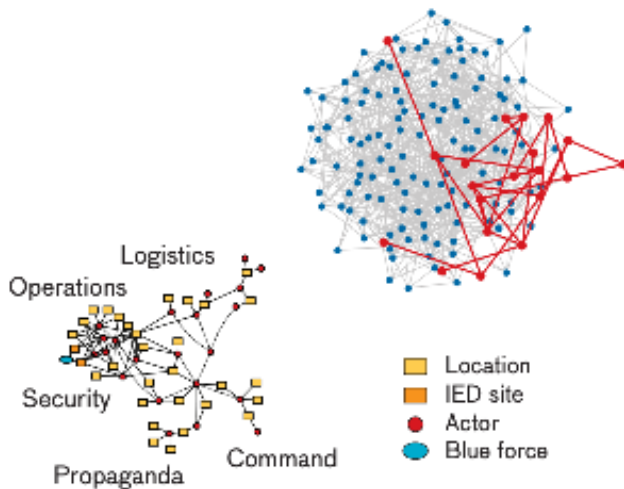 Logistics
Operations
Security
Propaganda
Command
Location
IED site
Actor
Blue force